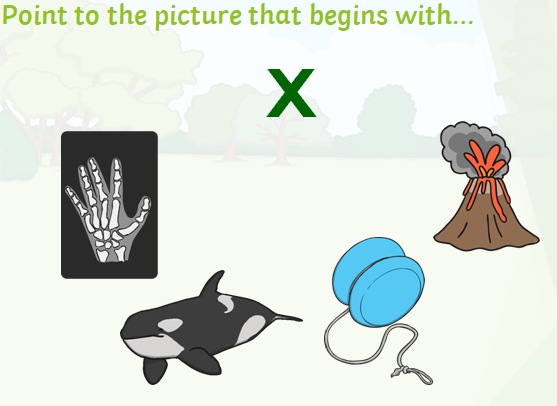 Point to the picture that begins with...
X